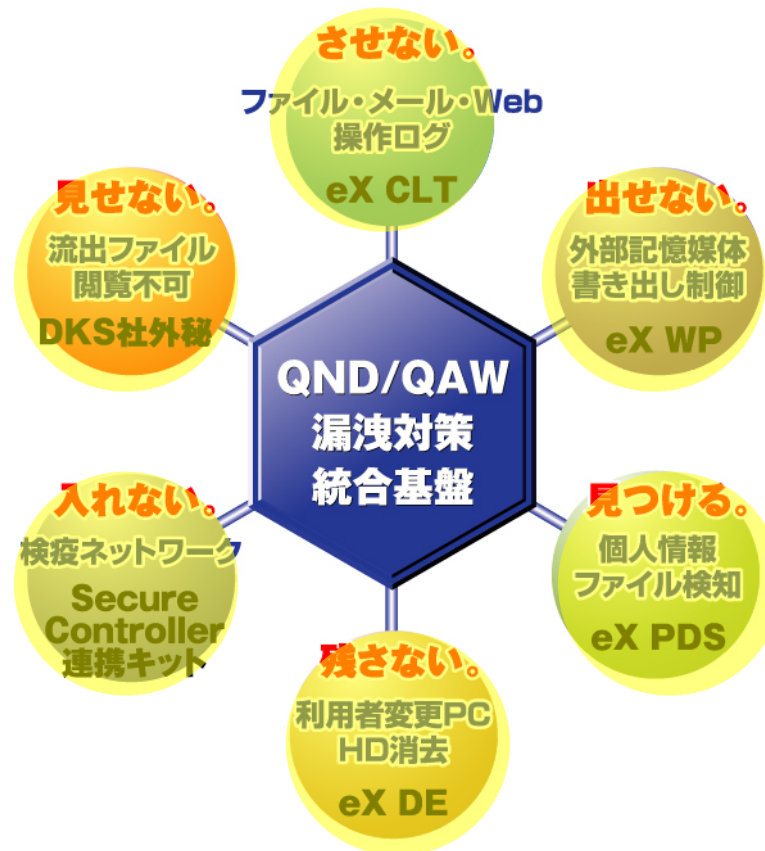 させない。
ファイル・メール・Web
操作ログ
eX CLT
見せない。
流出ファイル
閲覧不可
DKS社外秘
出せない。
外部記憶媒体
書き出し制御
eX WP
QND/QAW
漏洩対策
統合基盤
入れない。
検疫ネットワーク
Secure
Controller
連携キット
見つける。
個人情報
ファイル検知
eX PDS
残さない。
利用者変更PC
HD消去
eX DE